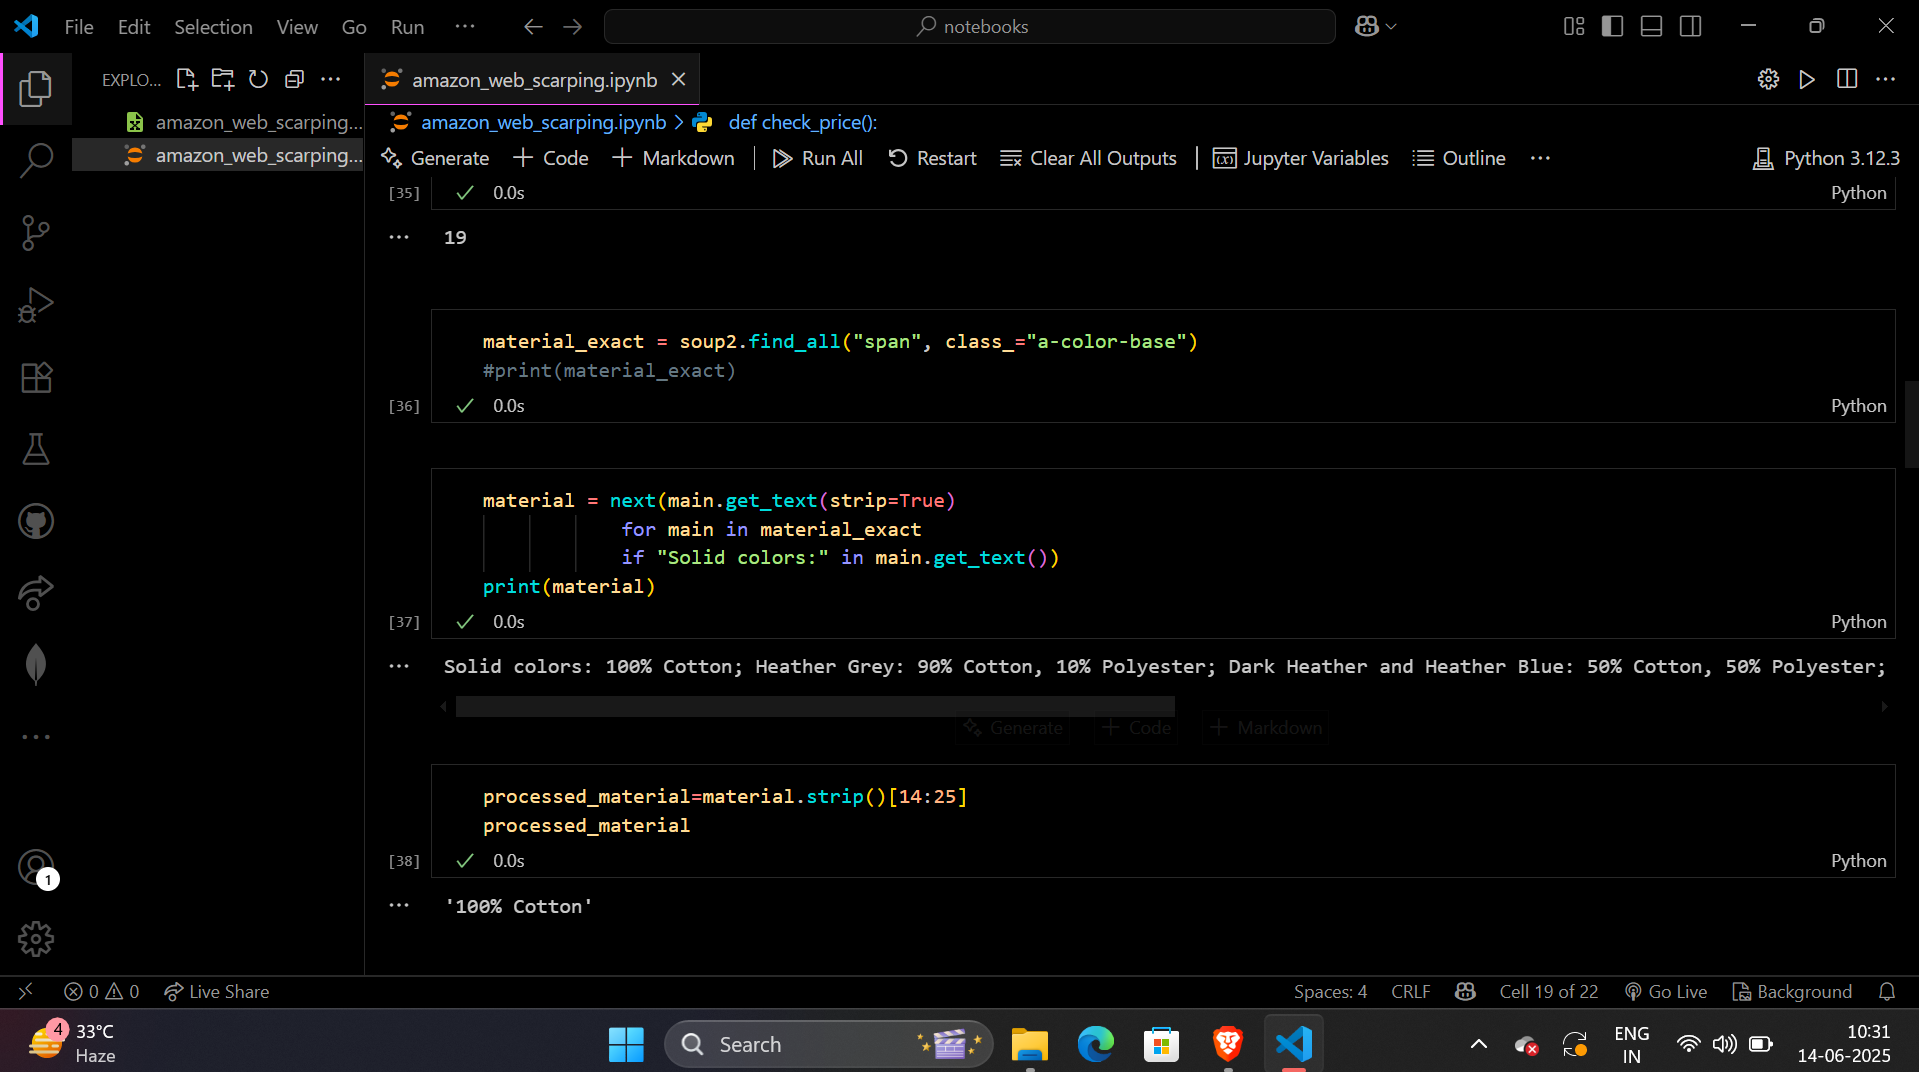 File Edit Selection View Go Run ···
notebooks
EXPLO...
amazon_web_scarping.ipynb
amazon_web_scarping...
amazon_web_scarping...
amazon_web_scarping.ipynb > def check_price():
Generate + Code + Markdown | Run All Restart Clear All Outputs | Jupyter Variables Outline ··· Python 3.12.3
[35] 0.0s Python
19
material_exact = soup2.find_all("span", class_="a-color-base")
#print(material_exact)
[36] 0.0s Python
material = next(main.get_text(strip=True)
for main in material_exact
if "Solid colors:" in main.get_text())
print(material)
[37] 0.0s Python
Solid colors: 100% Cotton; Heather Grey: 90% Cotton, 10% Polyester; Dark Heather and Heather Blue: 50% Cotton, 50% Polyester;
Generate + Code + Markdown
processed_material=material.strip()[14:25]
processed_material
[38] 0.0s Python
'100% Cotton'
1
0 0 Live Share Spaces: 4 CRLF Cell 19 of 22 Go Live Background
4
33°C
Haze
Search
ENG
IN
10:31
14-06-2025